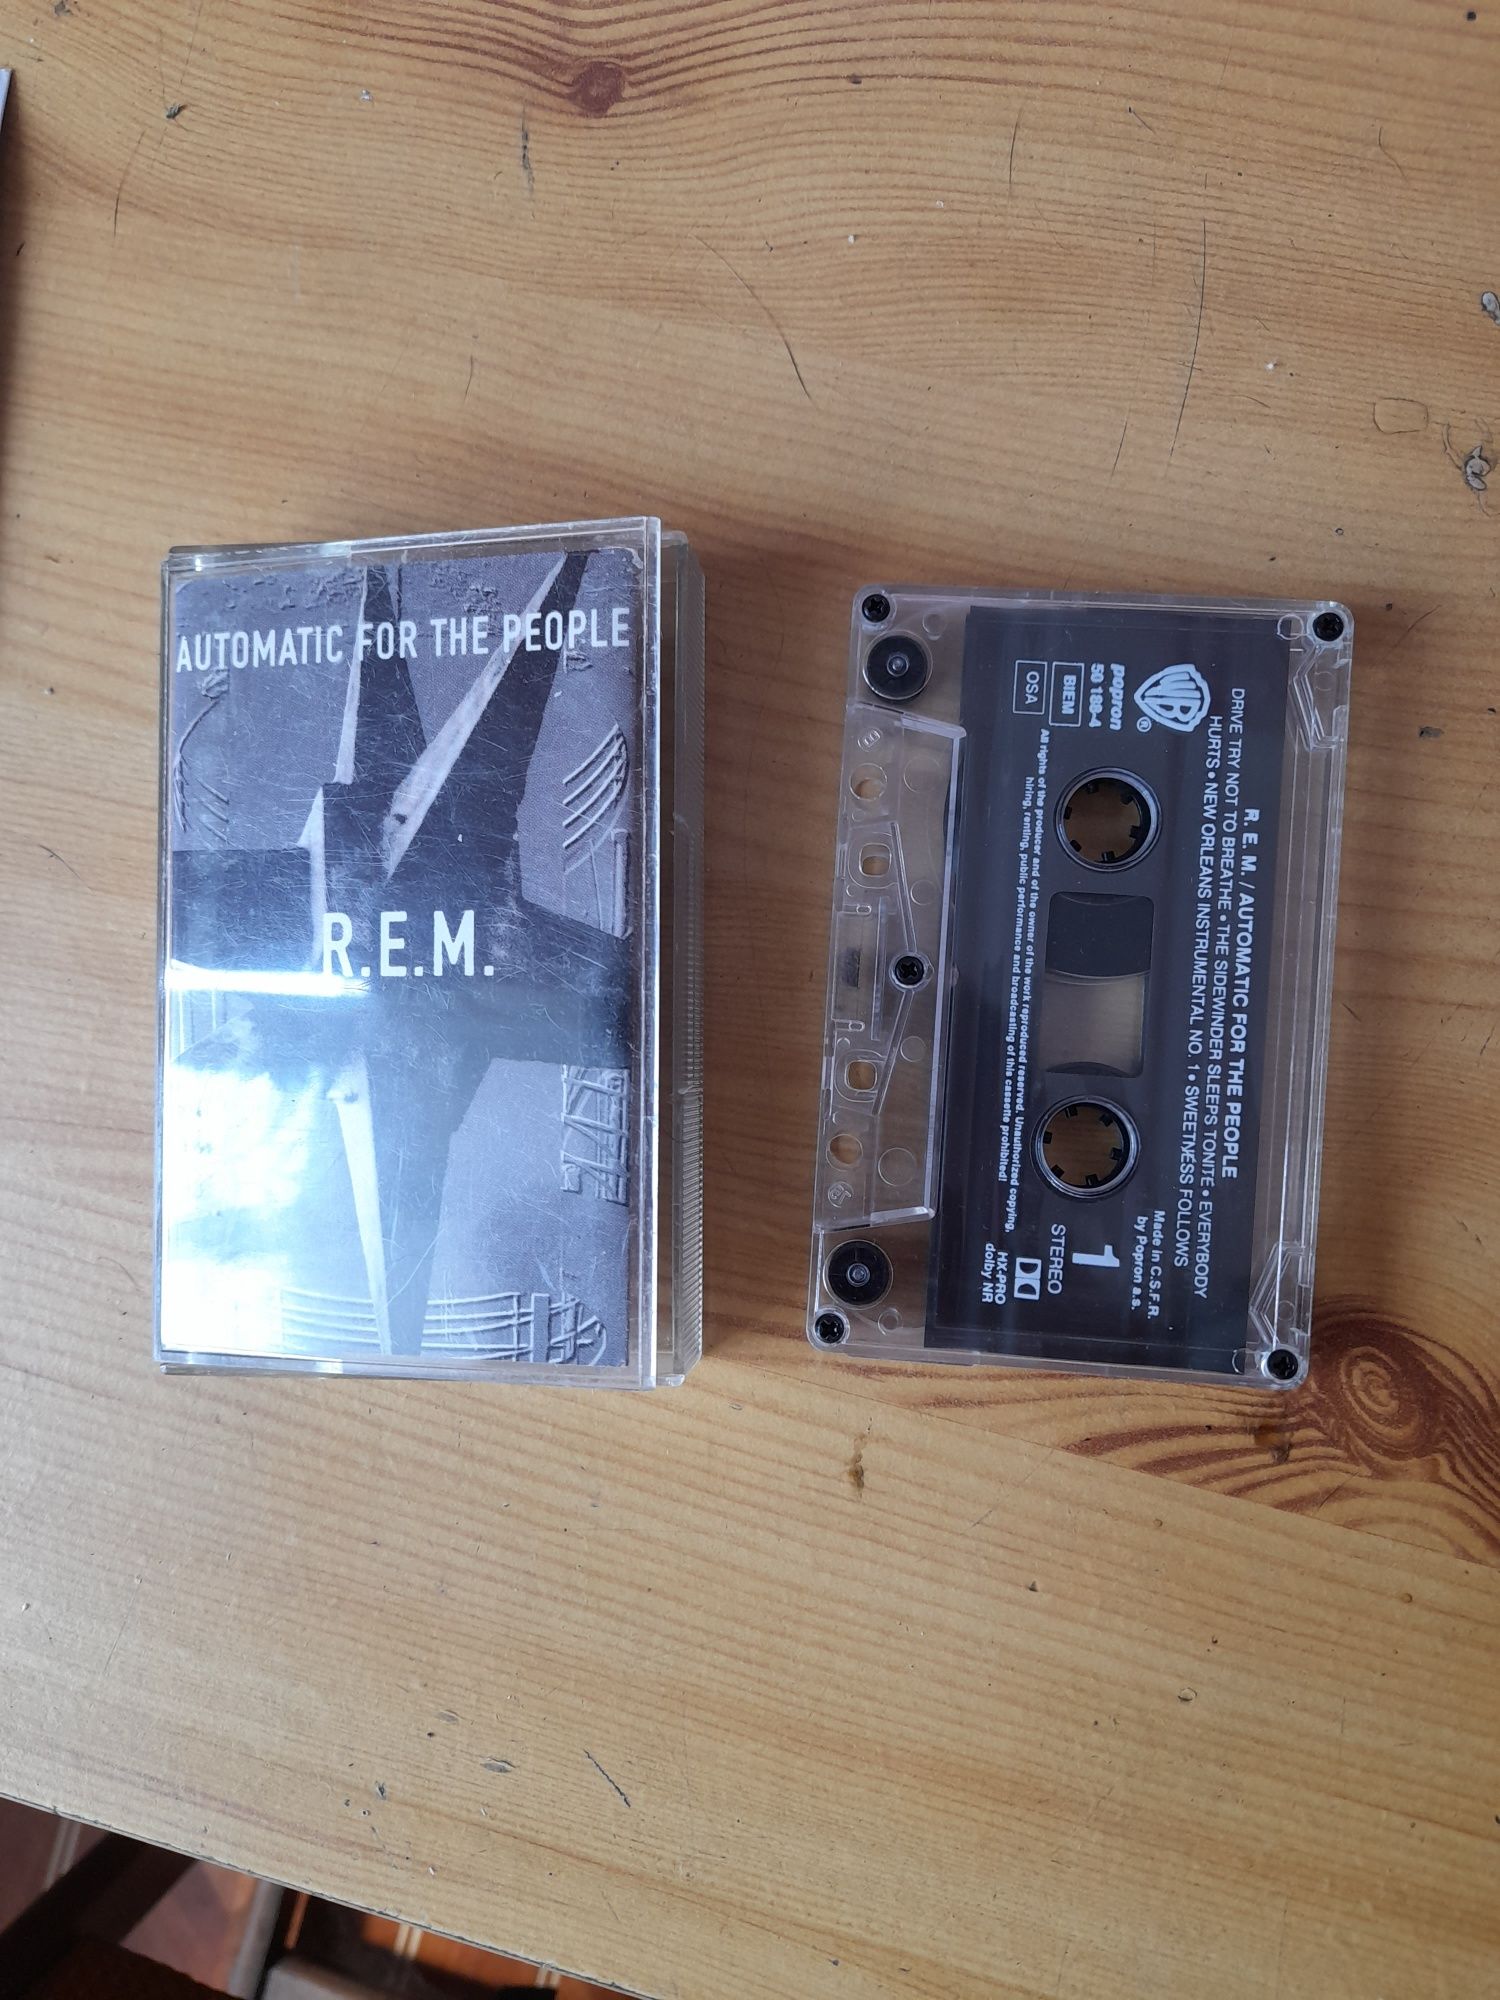 AUTOMATIC FOR THE PEOPLE
R.E.M.
R. E. M. / AUTOMATIC FOR THE PEOPLE
DRIVE TRY NOT TO BREATHE • THE SIDEWINDER SLEEPS TONITE • EVERYBODY
HURTS • NEW ORLEANS INSTRUMENTAL NO. 1 • SWEETNESS FOLLOWS
WB
®
popron
50 188-4
BIEM
OSA
Made in C.S.F.R.
by Popron a.s.
1
STEREO
HX-PRO
dolby NR
All rights of the producer and of the owner of the work reproduced reserved. Unauthorized copying,
hiring, renting, public performance and broadcasting of this cassette prohibited!